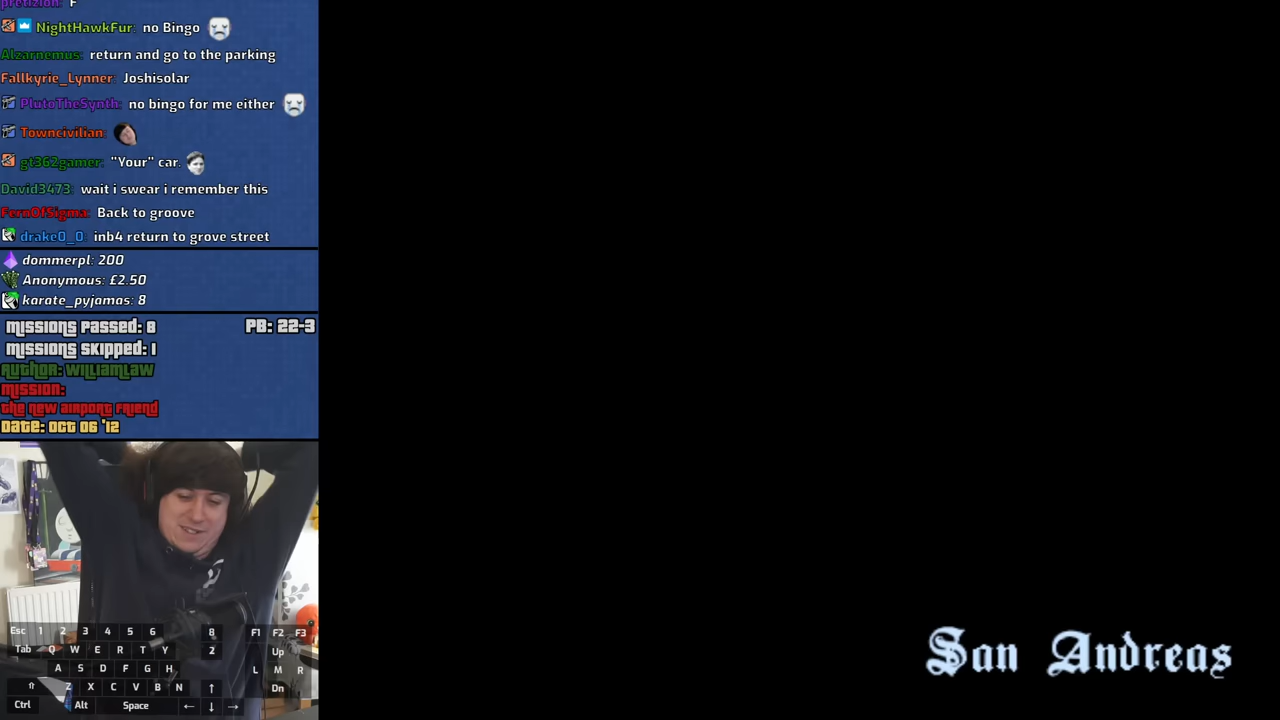 pretizion: F
NightHawkFur: no Bingo
Alzarnemus: return and go to the parking
Fallkyrie_Lynner: Joshisolar
PlutoTheSynth: no bingo for me either
Towncivilian:
gt362gamer: "Your" car.
David3473: wait i swear i remember this
FernOfSigma: Back to groove
drake0_0: inb4 return to grove street
dommerpl: 200
Anonymous: £2.50
karate_pyjamas: 8
Missions Passed: 8 PB: 22-3
Missions Skipped: 1
Author: Williamlaw
Mission:
The New Airport Friend
Date: Oct 06 '12
Esc 1 2 3 4 5 6 8 F1 F2 F3
Tab Q W E R T Y 2 Up
A S D F G H L M R
⇧ Z X C V B N ↑ Dn
Ctrl Alt Space ← ↓ →
San Andreas